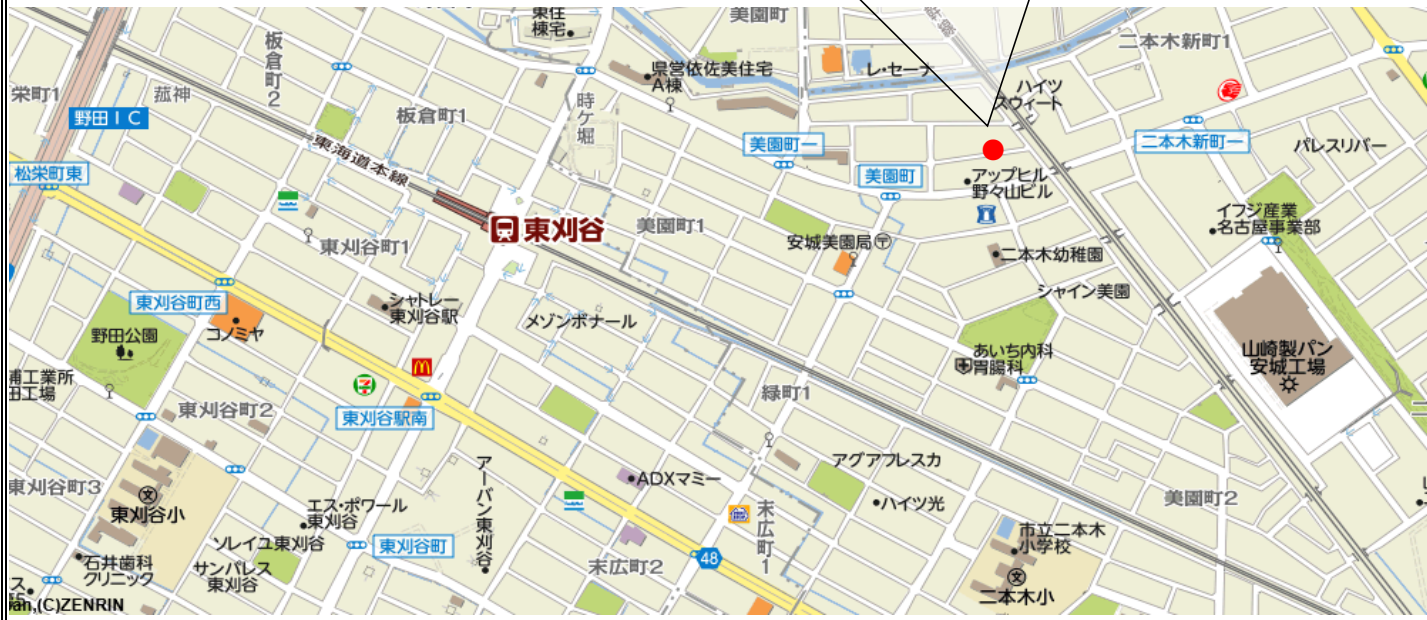 東住
棟宅
美園町
二本木新町1
板倉町
2
県営依佐美住宅
A棟
レ・セーナ
ハイツ
スウィート
栄町1
菰神
板倉町1
時ケ堀
野田IC
東海道本線
美園町一
二本木新町一
パレスリバー
松栄町東
美園町
アップヒル
野々山ビル
イフジ産業
名古屋事業部
東刈谷
美園町1
安城美園局
東刈谷町1
二本木幼稚園
東刈谷町西
シャトレー
東刈谷駅
シャイン美園
コノミヤ
メゾンボナール
野田公園
あいち内科
胃腸科
山崎製パン
安城工場
浦工業所
田工場
東刈谷町2
東刈谷駅南
緑町1
アグアフレスカ
東刈谷町3
アーバン東刈谷
ADXマミー
ハイツ光
美園町2
東刈谷小
エス・ポワール
東刈谷
末広町
1
市立二本木
小学校
ソレイユ東刈谷
東刈谷町
石井歯科
クリニック
サンパレス
東刈谷
末広町2
48
二本木小
(C)ZENRIN